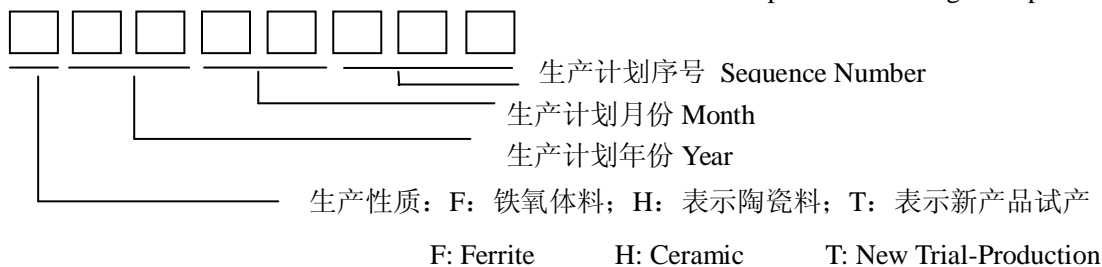 生产计划序号 Sequence Number
生产计划月份 Month
生产计划年份 Year
生产性质：F：铁氧体料；H：表示陶瓷料；T：表示新产品试产
F: Ferrite H: Ceramic T: New Trial-Production